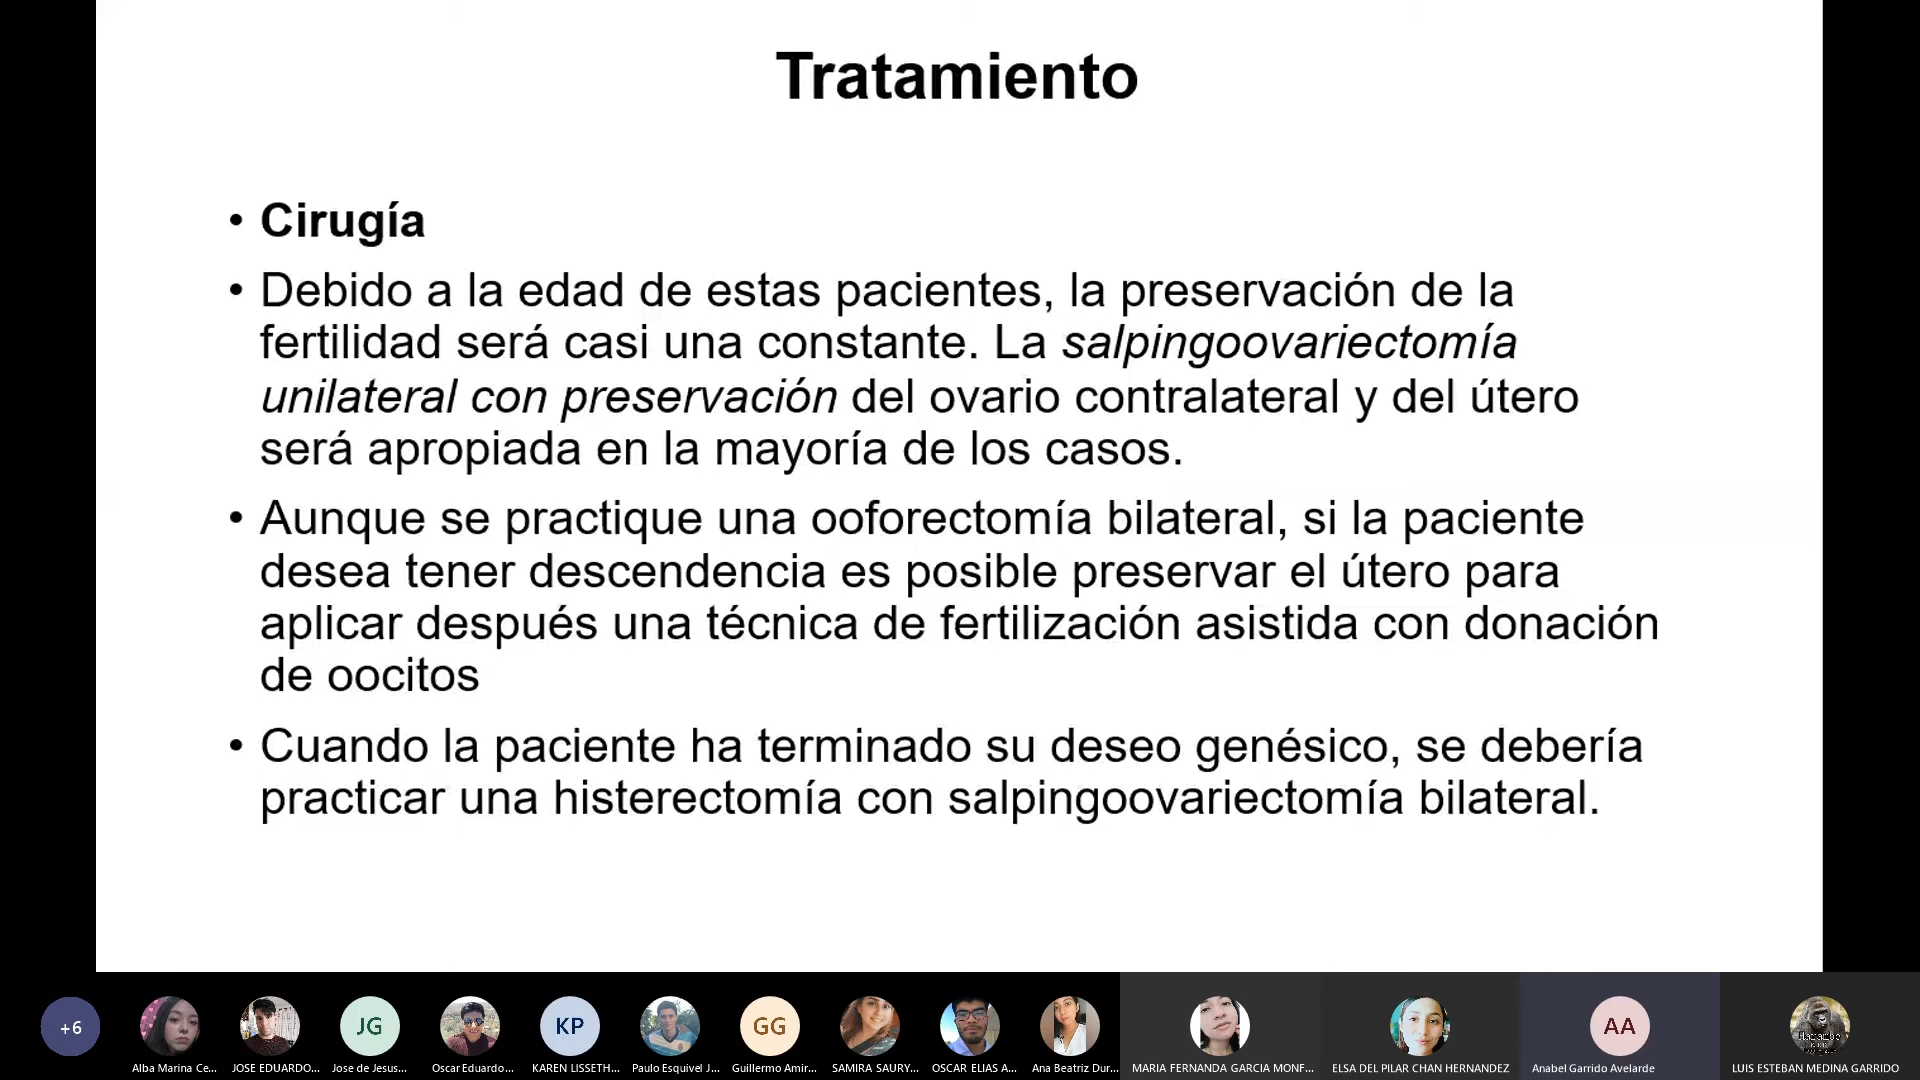 Tratamiento
• Cirugía
• Debido a la edad de estas pacientes, la preservación de la
fertilidad será casi una constante. La salpingoovariectomía
unilateral con preservación del ovario contralateral y del útero
será apropiada en la mayoría de los casos.
• Aunque se practique una ooforectomía bilateral, si la paciente
desea tener descendencia es posible preservar el útero para
aplicar después una técnica de fertilización asistida con donación
de oocitos
• Cuando la paciente ha terminado su deseo genésico, se debería
practicar una histerectomía con salpingoovariectomía bilateral.
+6
JG
KP
GG
AA
Alba Marina Ce...
JOSE EDUARDO...
Jose de Jesus...
Oscar Eduardo...
KAREN LISSETH...
Paulo Esquivel J...
Guillermo Amir...
SAMIRA SAURY...
OSCAR ELIAS A...
Ana Beatriz Dur...
MARIA FERNANDA GARCIA MONF...
ELSA DEL PILAR CHAN HERNANDEZ
Anabel Garrido Avelarde
LUIS ESTEBAN MEDINA GARRIDO